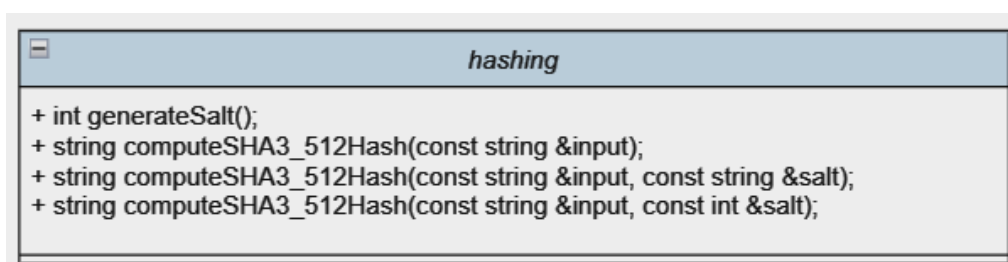 hashing
+ int generateSalt();
+ string computeSHA3_512Hash(const string &input);
+ string computeSHA3_512Hash(const string &input, const string &salt);
+ string computeSHA3_512Hash(const string &input, const int &salt);